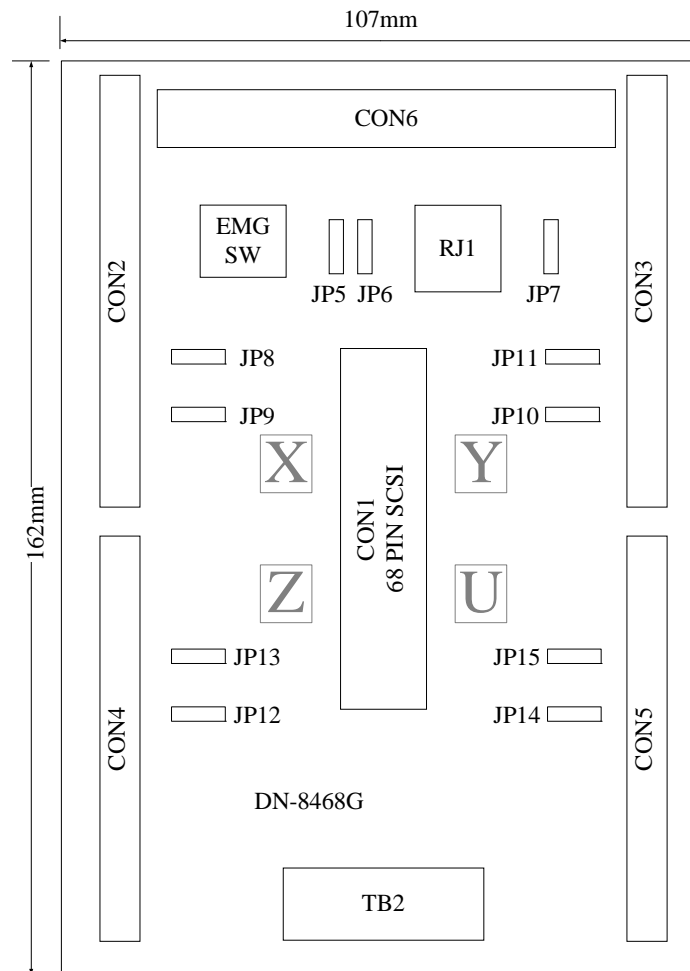 107mm
CON6
EMG
SW
RJ1
CON2
CON3
JP5
JP6
JP7
JP8
JP11
JP9
JP10
X
Y
162mm
CON1
68 PIN SCSI
Z
U
JP13
JP15
JP12
JP14
CON4
CON5
DN-8468G
TB2